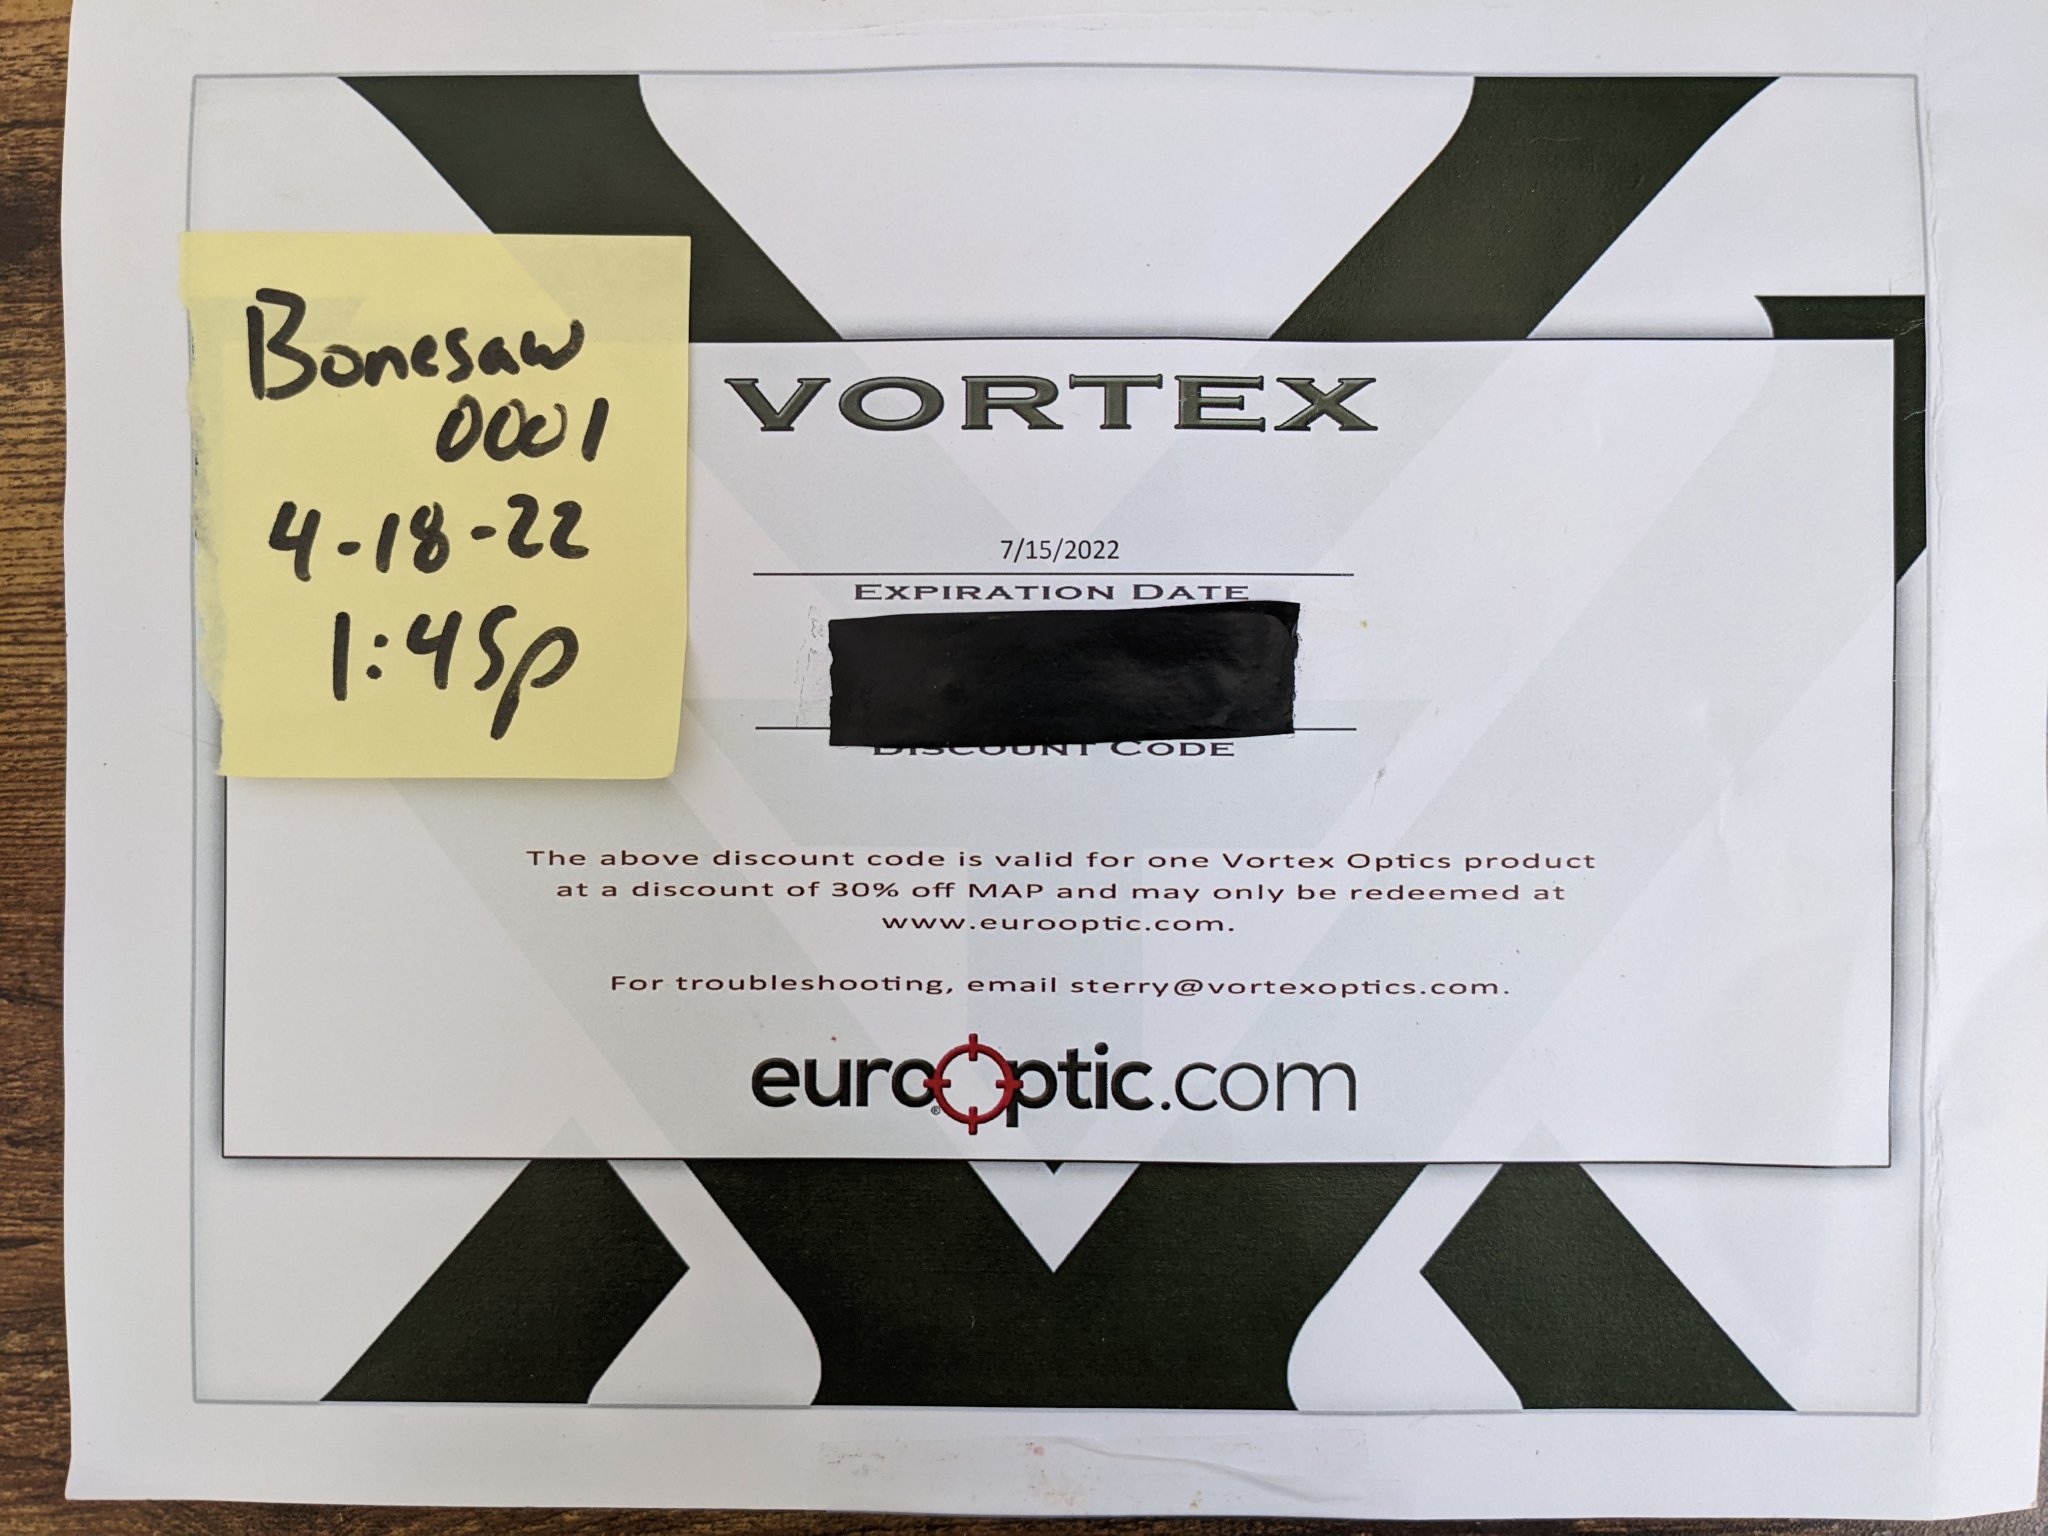 Bonesaw
0001
4-18-22
1:45p
VORTEX
7/15/2022
EXPIRATION DATE
DISCOUNT CODE
The above discount code is valid for one Vortex Optics product
at a discount of 30% off MAP and may only be redeemed at
www.eurooptic.com.
For troubleshooting, email sterry@vortexoptics.com.
eurooptic.com
®